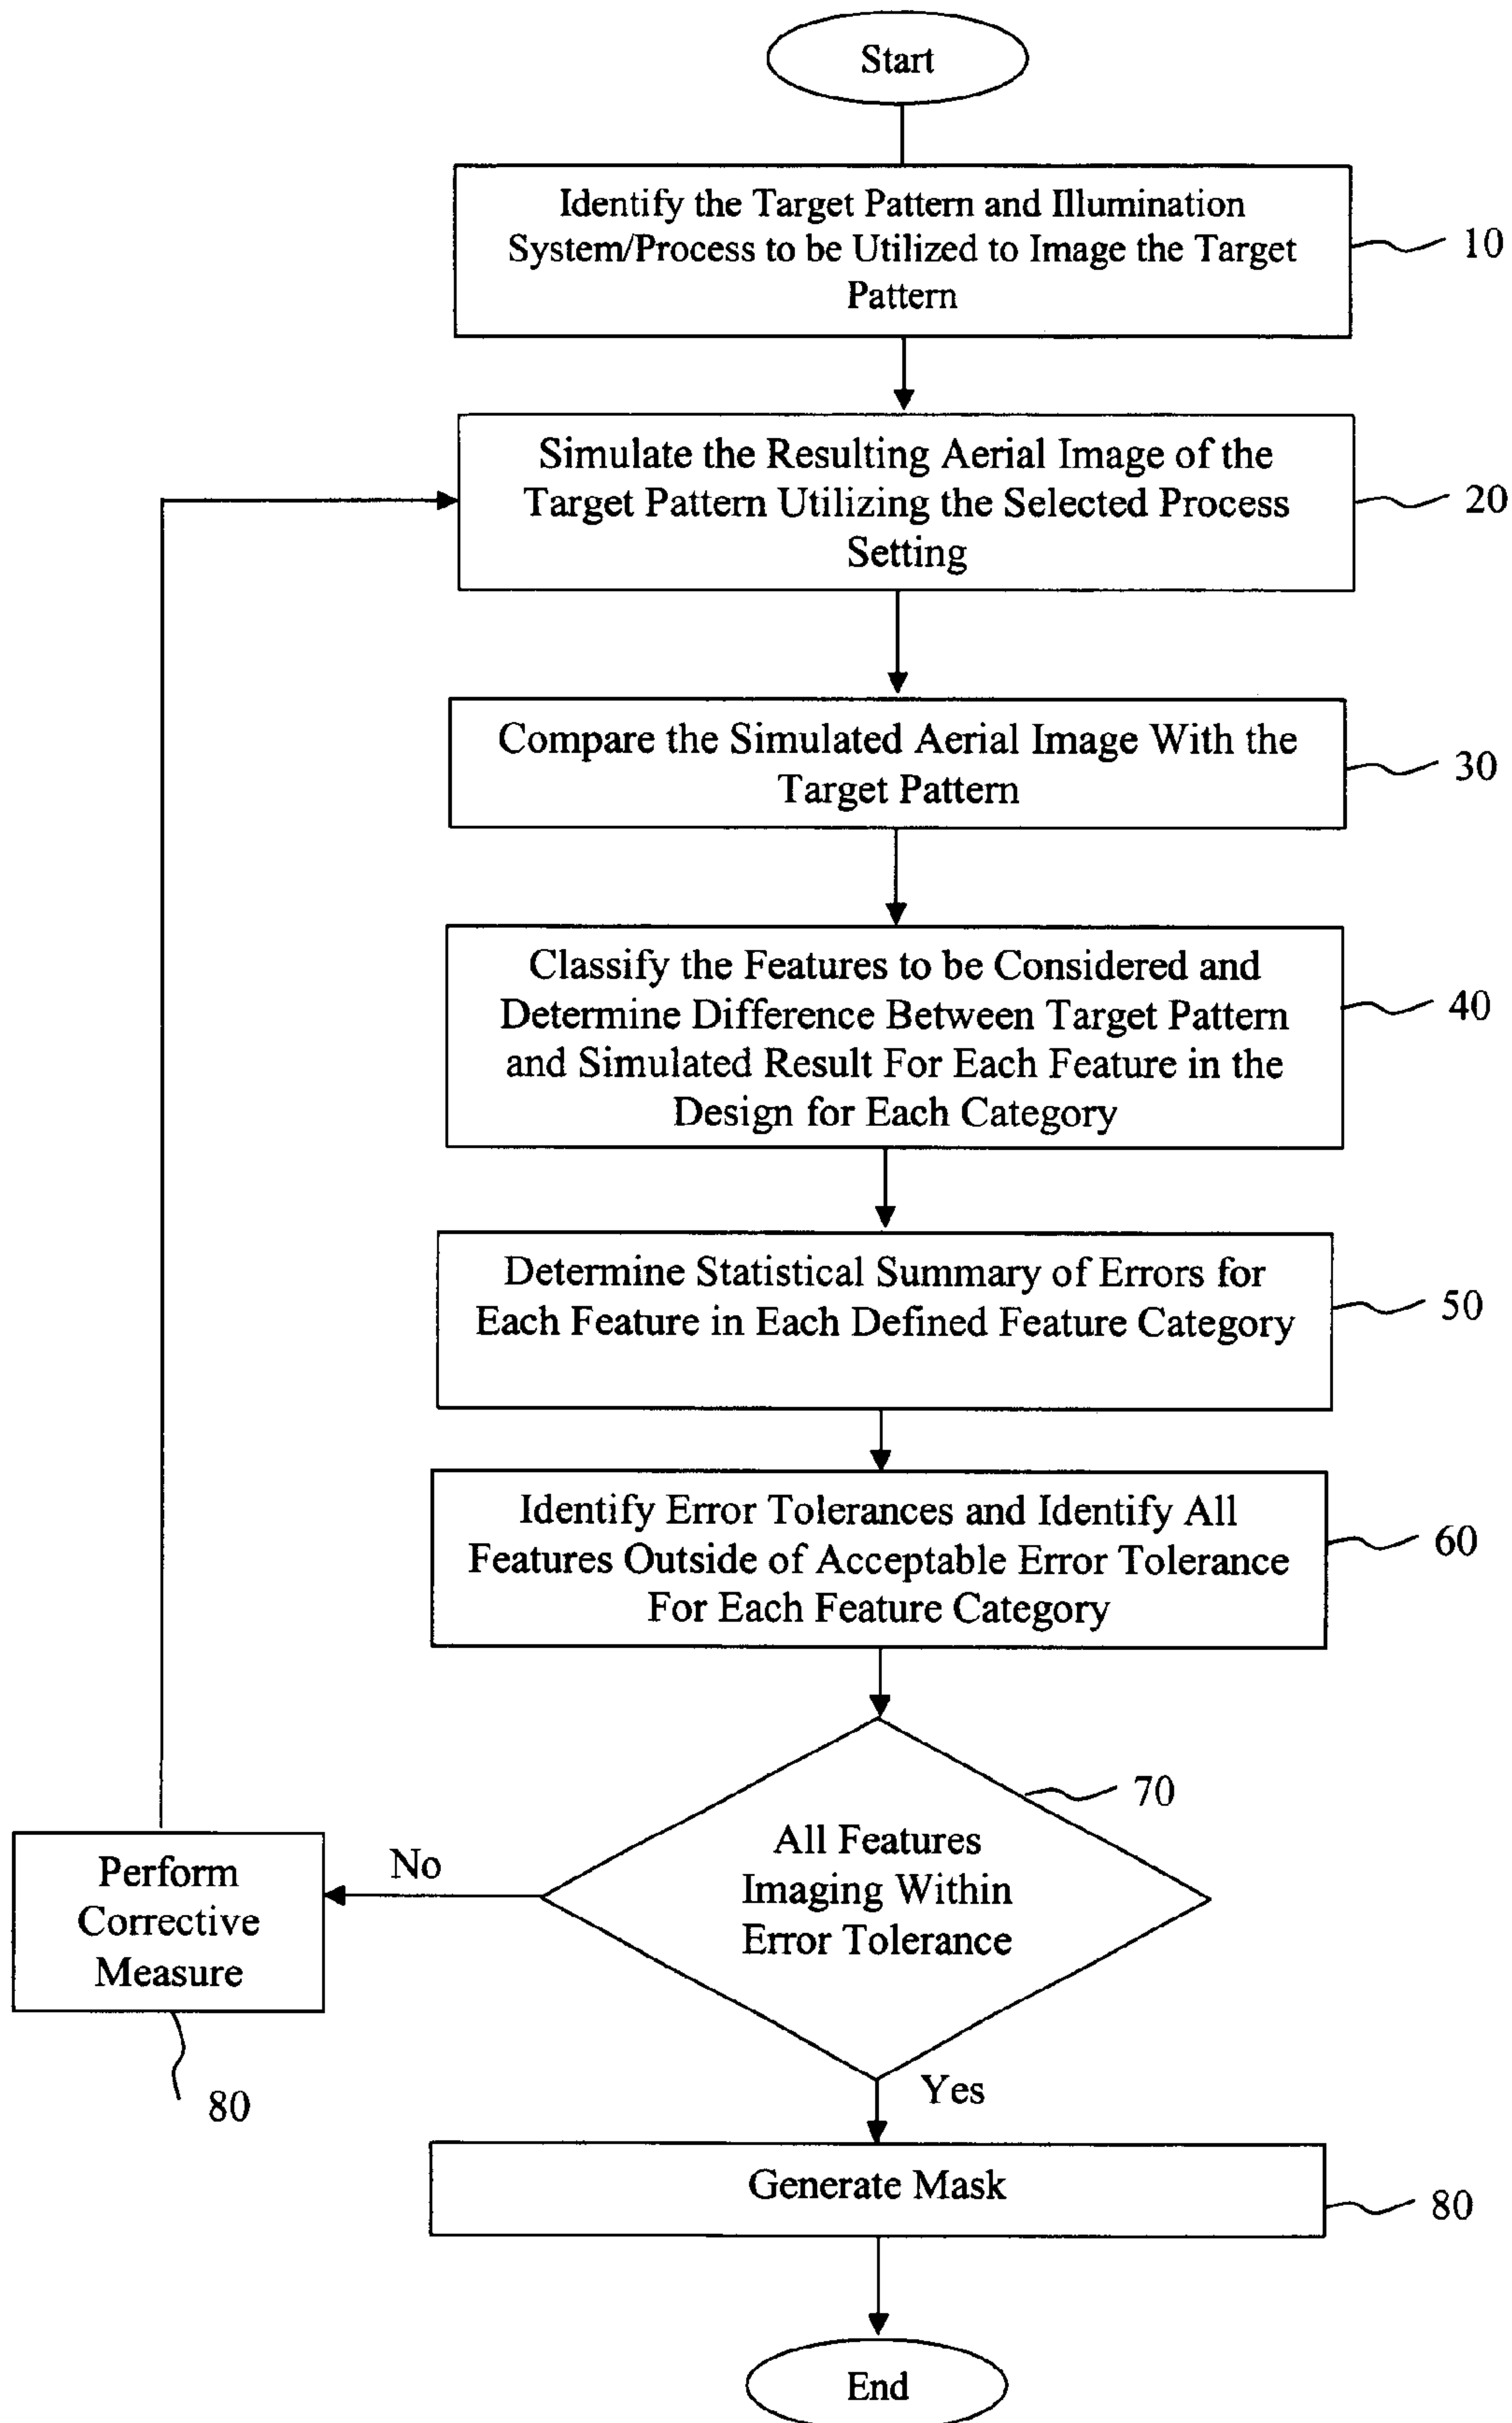 Start
Identify the Target Pattern and Illumination
System/Process to be Utilized to Image the Target
Pattern
10
Simulate the Resulting Aerial Image of the
Target Pattern Utilizing the Selected Process
Setting
20
Compare the Simulated Aerial Image With the
Target Pattern
30
Classify the Features to be Considered and
Determine Difference Between Target Pattern
and Simulated Result For Each Feature in the
Design for Each Category
40
Determine Statistical Summary of Errors for
Each Feature in Each Defined Feature Category
50
Identify Error Tolerances and Identify All
Features Outside of Acceptable Error Tolerance
For Each Feature Category
60
70
All Features
Imaging Within
Error Tolerance
No
Perform
Corrective
Measure
80
Yes
Generate Mask
80
End